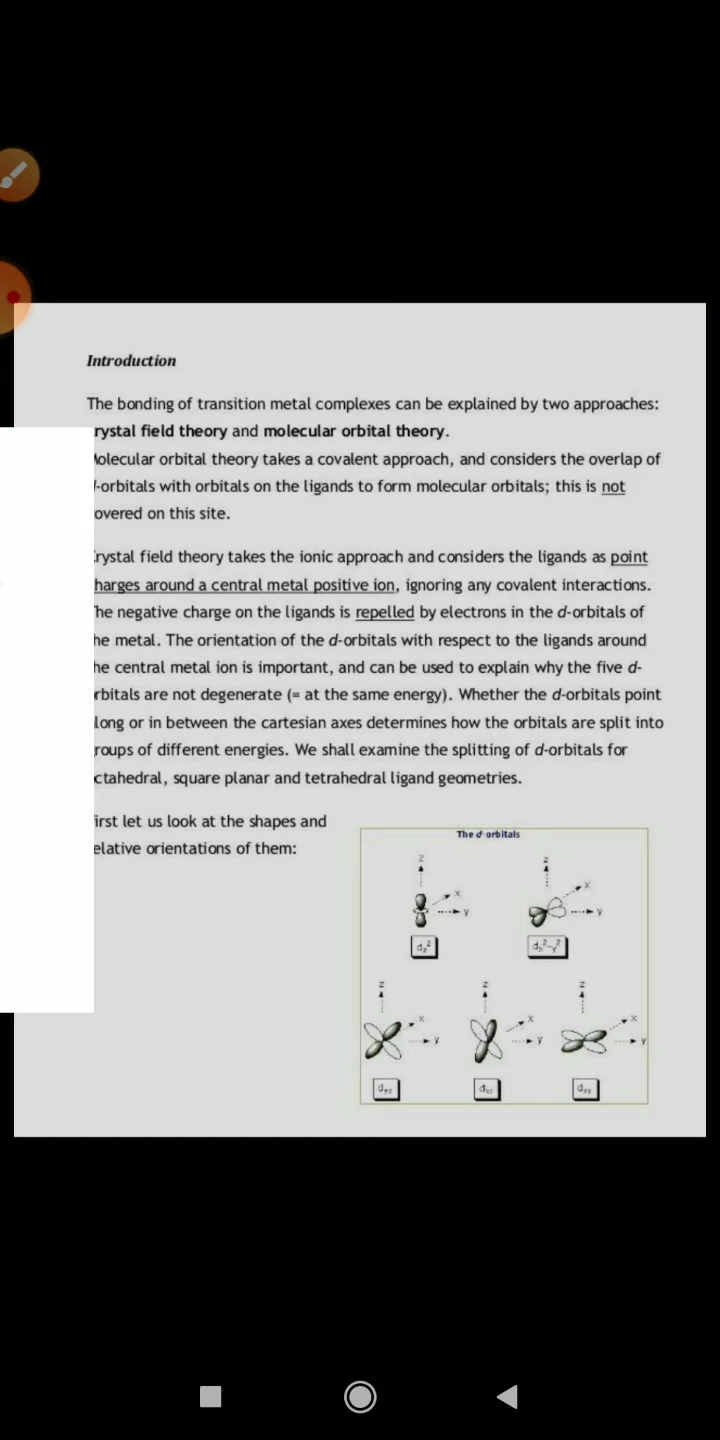 Introduction
The bonding of transition metal complexes can be explained by two approaches:
rystal field theory and molecular orbital theory.
olecular orbital theory takes a covalent approach, and considers the overlap of
-orbitals with orbitals on the ligands to form molecular orbitals; this is not
overed on this site.
rystal field theory takes the ionic approach and considers the ligands as point
harges around a central metal positive ion, ignoring any covalent interactions.
he negative charge on the ligands is repelled by electrons in the d-orbitals of
he metal. The orientation of the d-orbitals with respect to the ligands around
he central metal ion is important, and can be used to explain why the five d-
rbitals are not degenerate (= at the same energy). Whether the d-orbitals point
long or in between the cartesian axes determines how the orbitals are split into
roups of different energies. We shall examine the splitting of d-orbitals for
ctahedral, square planar and tetrahedral ligand geometries.
irst let us look at the shapes and
elative orientations of them:
The d orbitals
z z
x x
y y
dz² dx²-y²
z z z
x x x
y y y
dyz dxz dxy